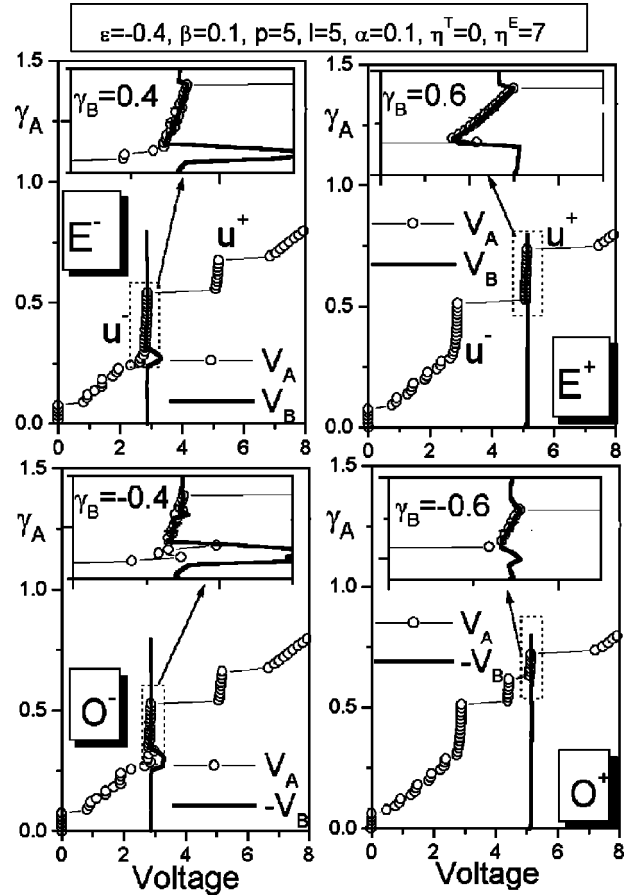 ε=-0.4, β=0.1, p=5, l=5, α=0.1, η^T=0, η^E=7
1.5
γ_A
γ_B=0.4
1.0
E^-
u^+
0.5
u^-
V_A
V_B
0.0
0 2 4 6 8
1.5
γ_A
γ_B=0.6
1.0
V_A
V_B
u^+
0.5
u^-
E^+
0.0
0 2 4 6 8
1.5
γ_A
γ_B=-0.4
1.0
O^-
0.5
V_A
-V_B
0.0
0 2 4 6 8
Voltage
1.5
γ_A
γ_B=-0.6
1.0
V_A
-V_B
0.5
O^+
0.0
0 2 4 6 8
Voltage